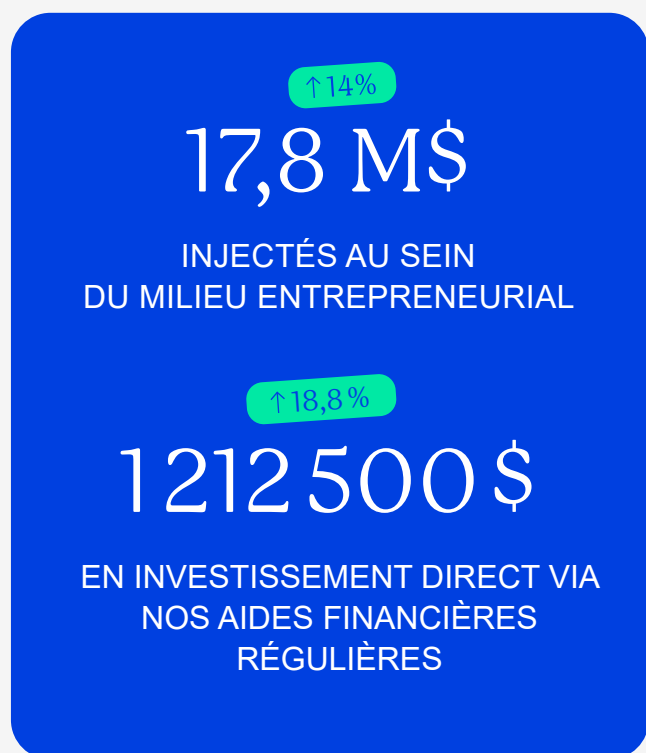 ↑14%
17,8 M$
INJECTÉS AU SEIN
DU MILIEU ENTREPRENEURIAL
↑18,8%
1 212 500 $
EN INVESTISSEMENT DIRECT VIA
NOS AIDES FINANCIÈRES
RÉGULIÈRES